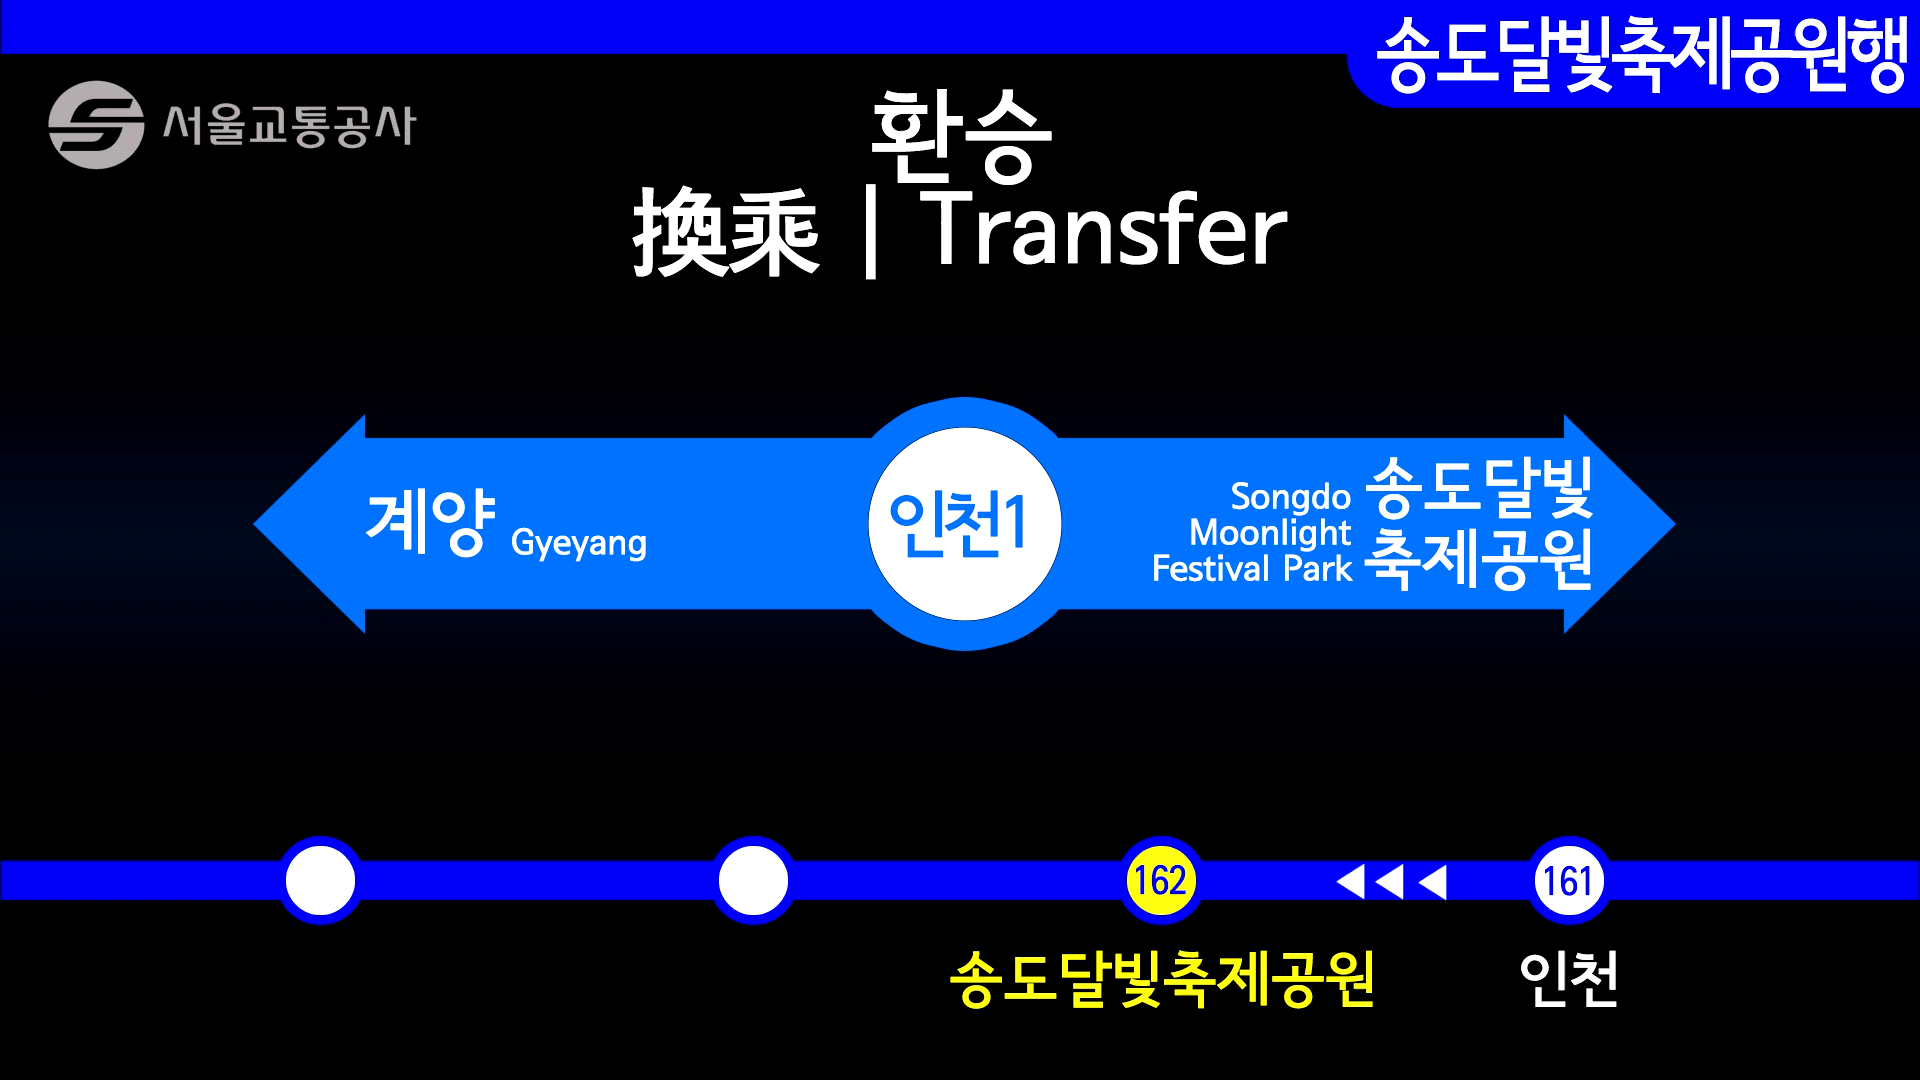 송도달빛축제공원행
서울교통공사
환승
換乘 | Transfer
계양 Gyeyang
인천1
Songdo
Moonlight
Festival Park
송도달빛
축제공원
162
161
송도달빛축제공원
인천